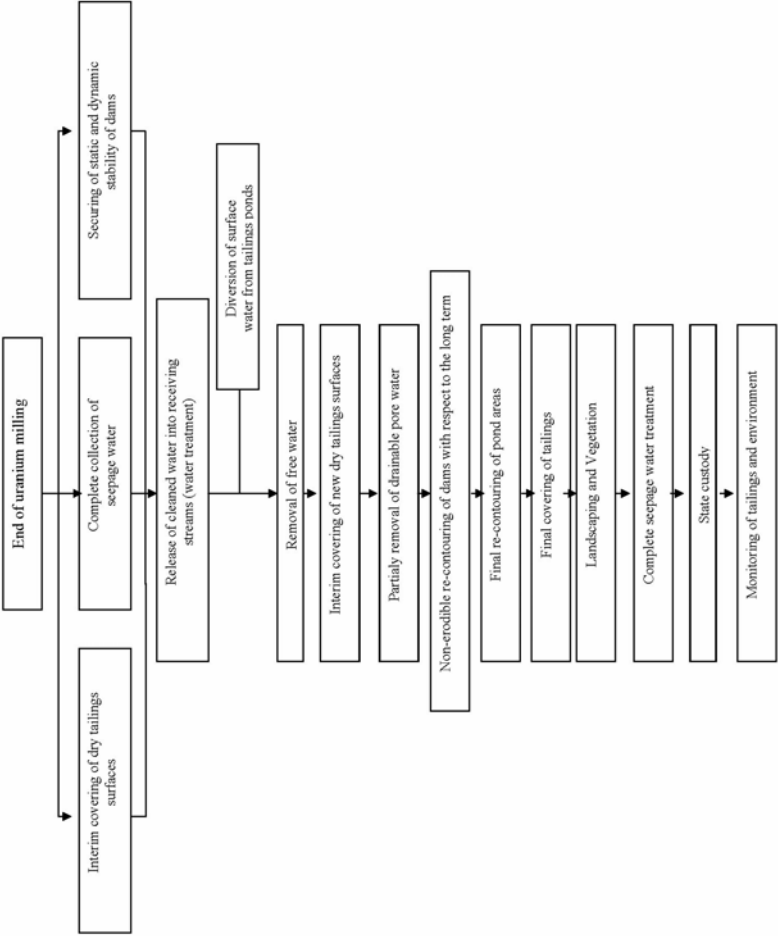 End of uranium milling
Interim covering of dry tailings
surfaces
Complete collection of
seepage water
Securing of static and dynamic
stability of dams
Release of cleaned water into receiving
streams (water treatment)
Diversion of surface
water from tailings ponds
Removal of free water
Interim covering of new dry tailings surfaces
Partialy removal of drainable pore water
Non-erodible re-contouring of dams with respect to the long term
Final re-contouring of pond areas
Final covering of tailings
Landscaping and Vegetation
Complete seepage water treatment
State custody
Monitoring of tailings and environment